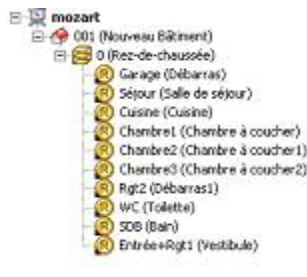 mozart
001 (Nouveau Bâtiment)
0 (Rez-de-chaussée)
R Garage (Débarras)
R Séjour (Salle de séjour)
R Cuisine (Cuisine)
R Chambre1 (Chambre à coucher)
R Chambre2 (Chambre à coucher1)
R Chambre3 (Chambre à coucher2)
R Rgt2 (Débarras1)
R WC (Toilette)
R SDB (Bain)
R Entrée+Rgt1 (Vestibule)